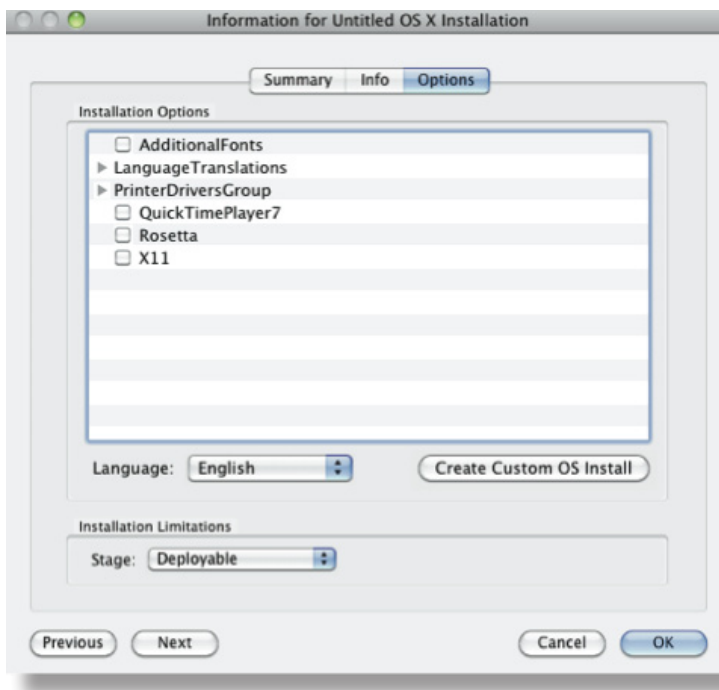 Information for Untitled OS X Installation
Summary Info Options
Installation Options
AdditionalFonts
LanguageTranslations
PrinterDriversGroup
QuickTimePlayer7
Rosetta
X11
Language: English Create Custom OS Install
Installation Limitations
Stage: Deployable
Previous Next Cancel OK